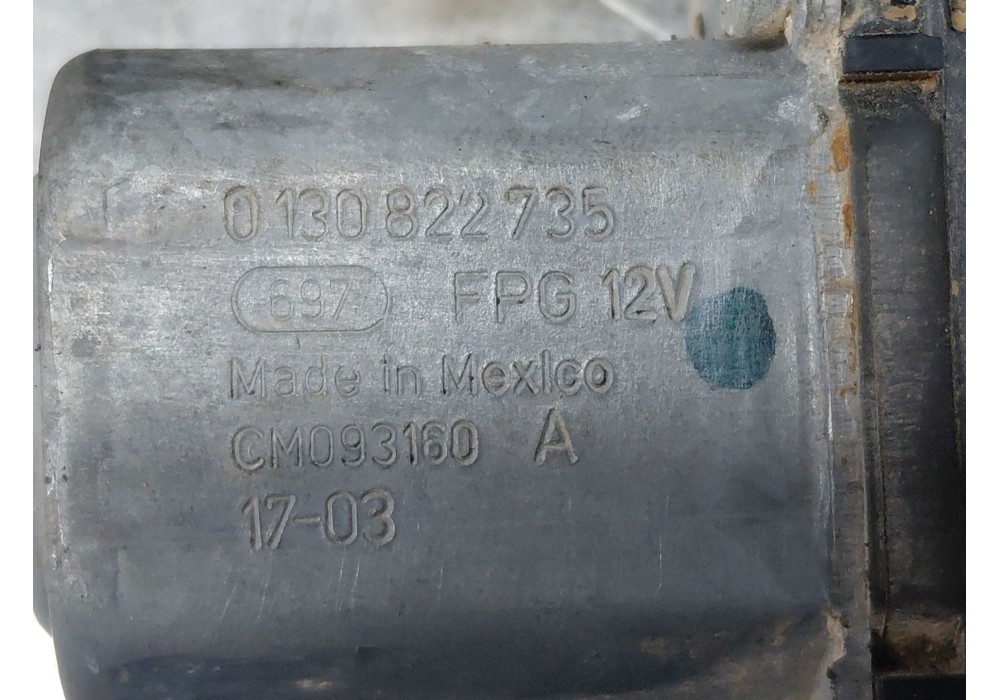 0 130 822 735
697 FPG 12V
Made in Mexico
CM093160 A
17-03